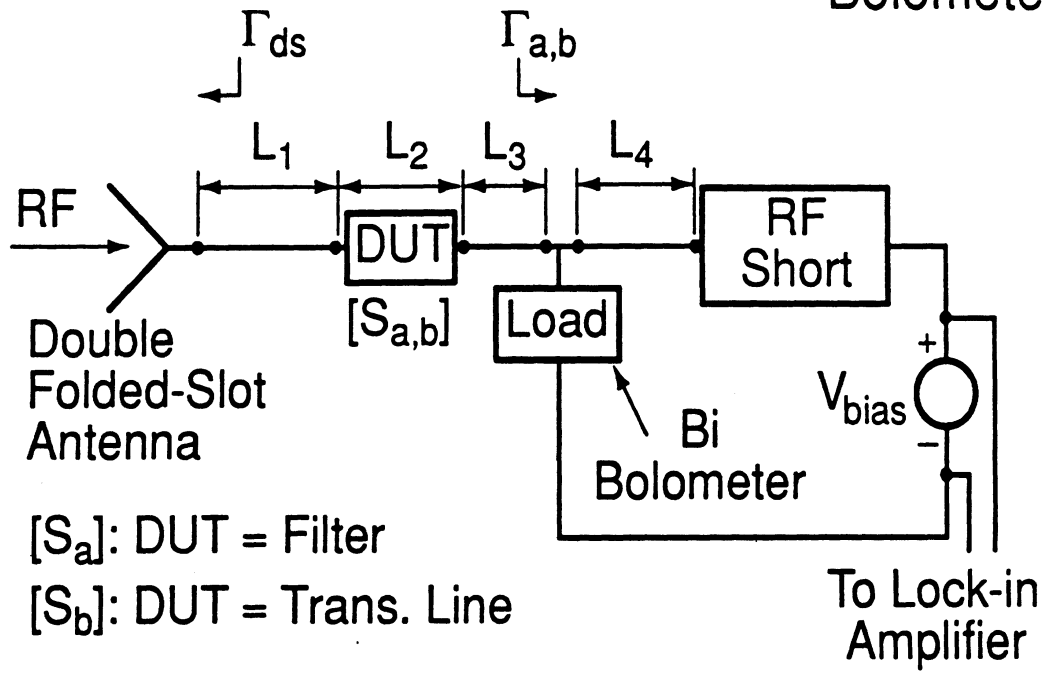 Bolomete
Γds
Γa,b
L1
L2
L3
L4
RF
DUT
[Sa,b]
Load
RF
Short
Double
Folded-Slot
Antenna
Bi
Bolometer
+
Vbias
−
[Sa]: DUT = Filter
[Sb]: DUT = Trans. Line
To Lock-in
Amplifier